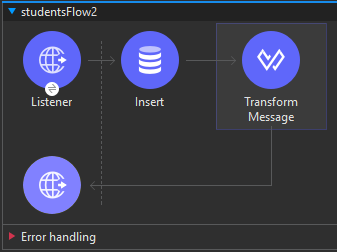 studentsFlow2
Listener
Insert
Transform
Message
Error handling